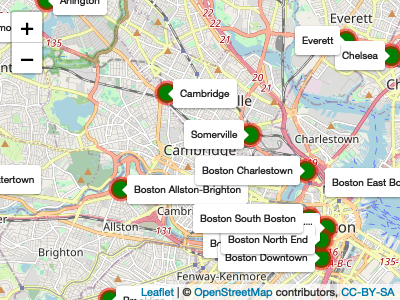 Arlington
Everett
Everett
Chelsea
+
−
Cambridge
Somerville
Charlestown
Cambridge
Boston Charlestown
Boston East Bo
tertown
Boston Allston-Brighton
Boston South Boston
Allston
Boston North End
Brighton
Boston Downtown
Fenway-Kenmore
135
22
21
20
Leaflet | © OpenStreetMap contributors, CC-BY-SA